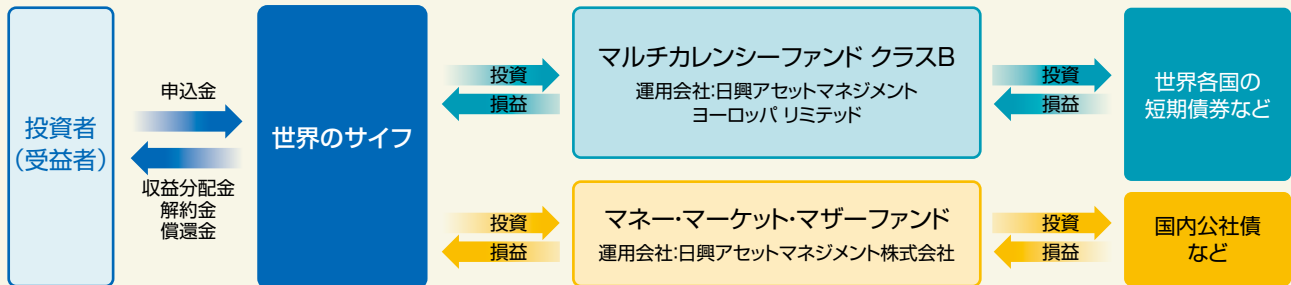 投資者
(受益者)
申込金
収益分配金
解約金
償還金
世界のサイフ
投資
損益
マルチカレンシーファンド クラスB
運用会社:日興アセットマネジメント
ヨーロッパ リミテッド
投資
損益
世界各国の
短期債券など
投資
損益
マネー・マーケット・マザーファンド
運用会社:日興アセットマネジメント株式会社
投資
損益
国内公社債
など